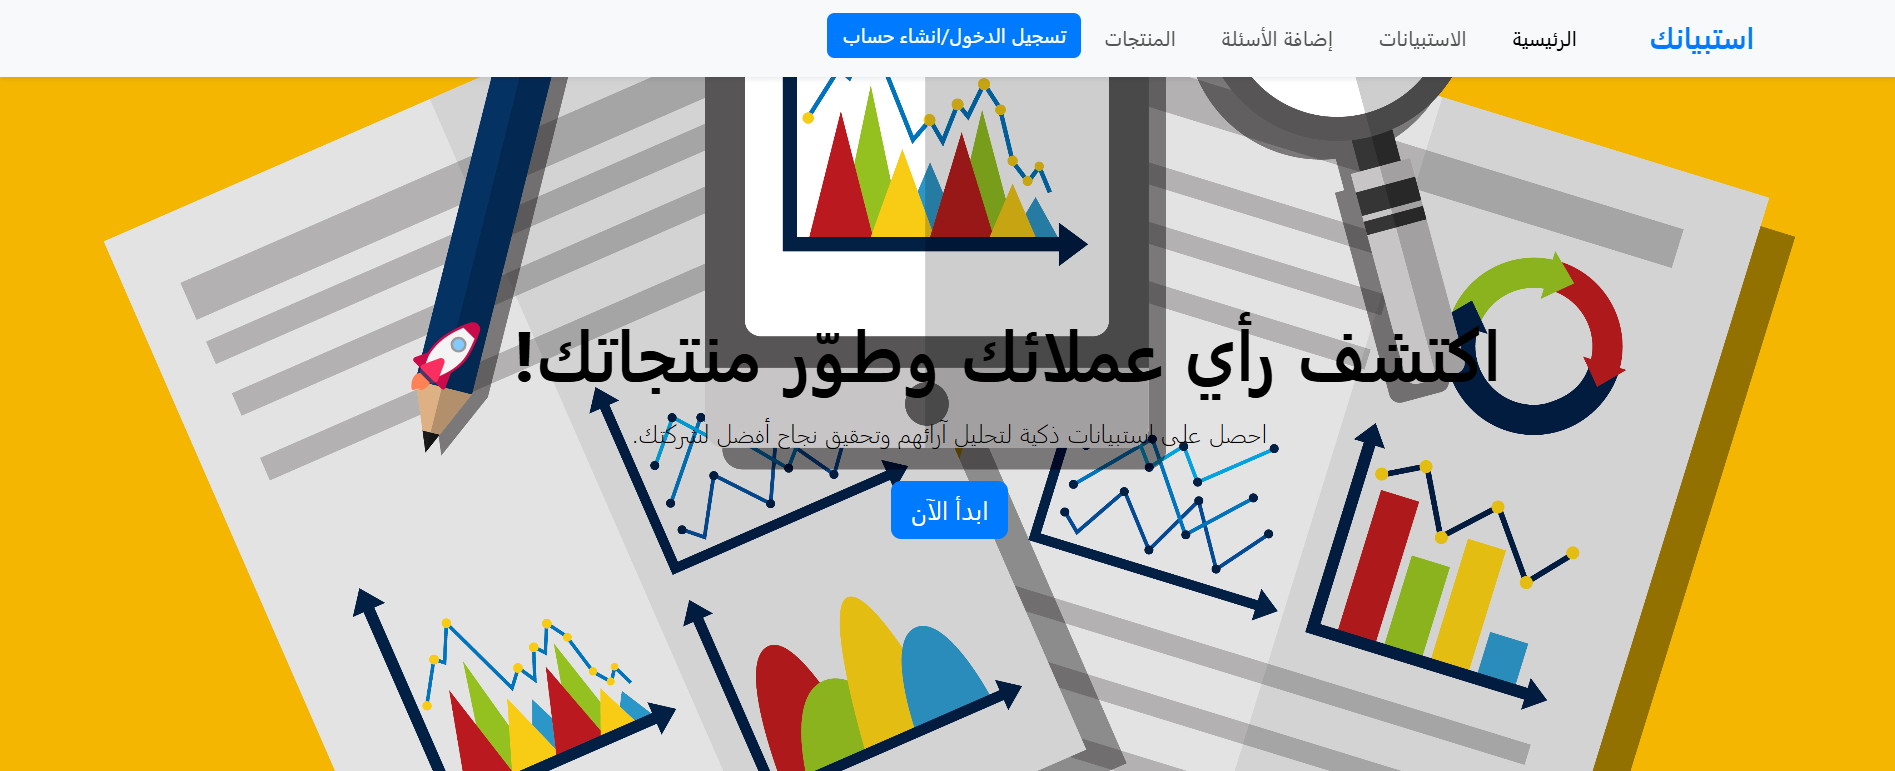 استبيانك
الرئيسية
الاستبيانات
إضافة الأسئلة
المنتجات
تسجيل الدخول/انشاء حساب
اكتشف رأي عملائك وطوّر منتجاتك!
احصل على استبيانات ذكية لتحليل آرائهم وتحقيق نجاح أفضل لشركتك.
ابدأ الآن